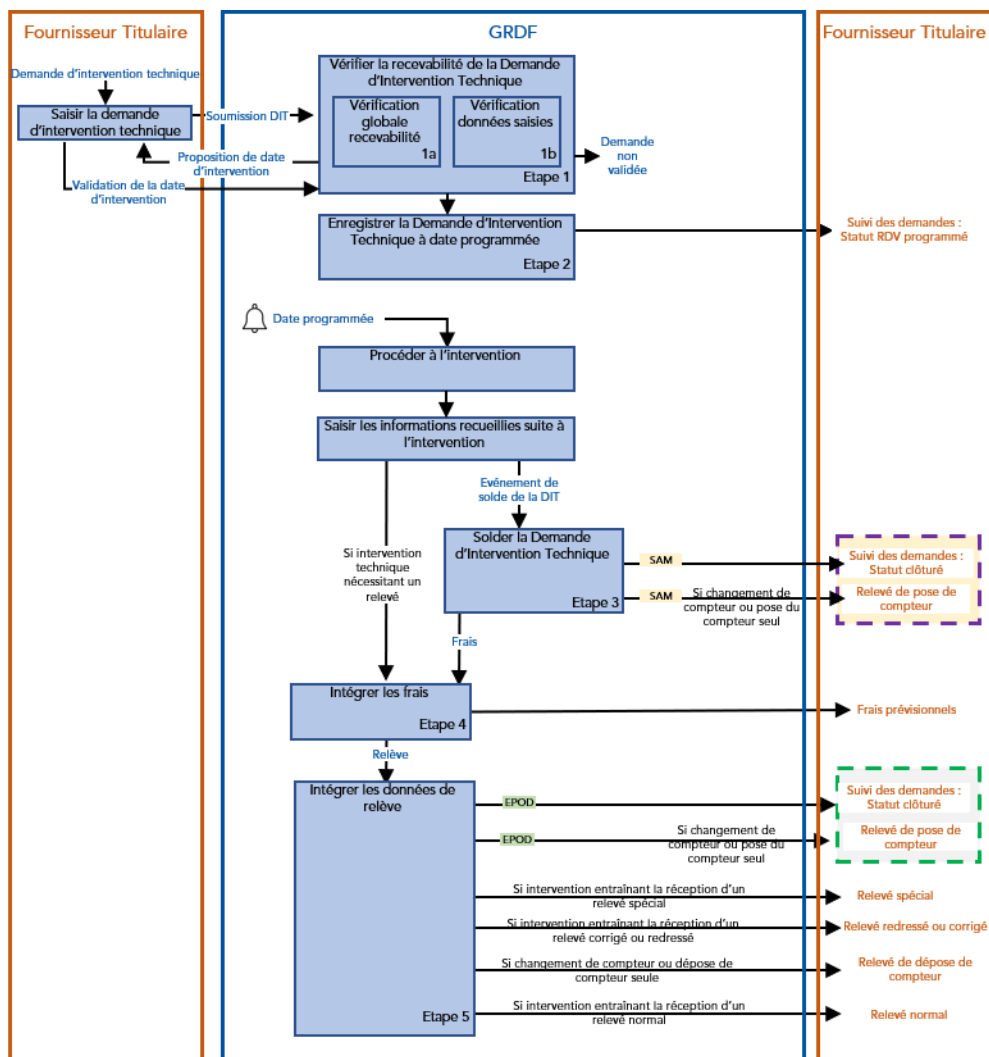 Fournisseur Titulaire
GRDF
Fournisseur Titulaire
Demande d'intervention technique
Saisir la demande
d'intervention technique
Soumission DIT
Proposition de date
d'intervention
Validation de la date
d'intervention
Vérifier la recevabilité de la Demande
d'Intervention Technique
Vérification
globale
recevabilité
1a
Vérification
données saisies
1b
Etape 1
Demande
non
validée
Enregistrer la Demande d'Intervention
Technique à date programmée
Etape 2
Suivi des demandes :
Statut RDV programmé
Date programmée
Procéder à l'intervention
Saisir les informations recueillies suite à
l'intervention
Evénement de
solde de la DIT
Si intervention
technique
nécessitant un
relevé
Solder la Demande
d'Intervention Technique
Etape 3
SAM
Suivi des demandes :
Statut clôturé
SAM
Si changement de
compteur ou pose du
compteur seul
Relevé de pose de
compteur
Frais
Intégrer les frais
Etape 4
Frais prévisionnels
Relève
Intégrer les données de
relève
Etape 5
EPOD
Suivi des demandes :
Statut clôturé
EPOD
Si changement de
compteur ou pose du
compteur seul
Relevé de pose de
compteur
Si intervention entraînant la réception d'un
relevé spécial
Relevé spécial
Si intervention entraînant la réception d'un
relevé corrigé ou redressé
Relevé redressé ou corrigé
Si changement de compteur ou dépose de
compteur seule
Relevé de dépose de
compteur
Si intervention entraînant la réception d'un
relevé normal
Relevé normal